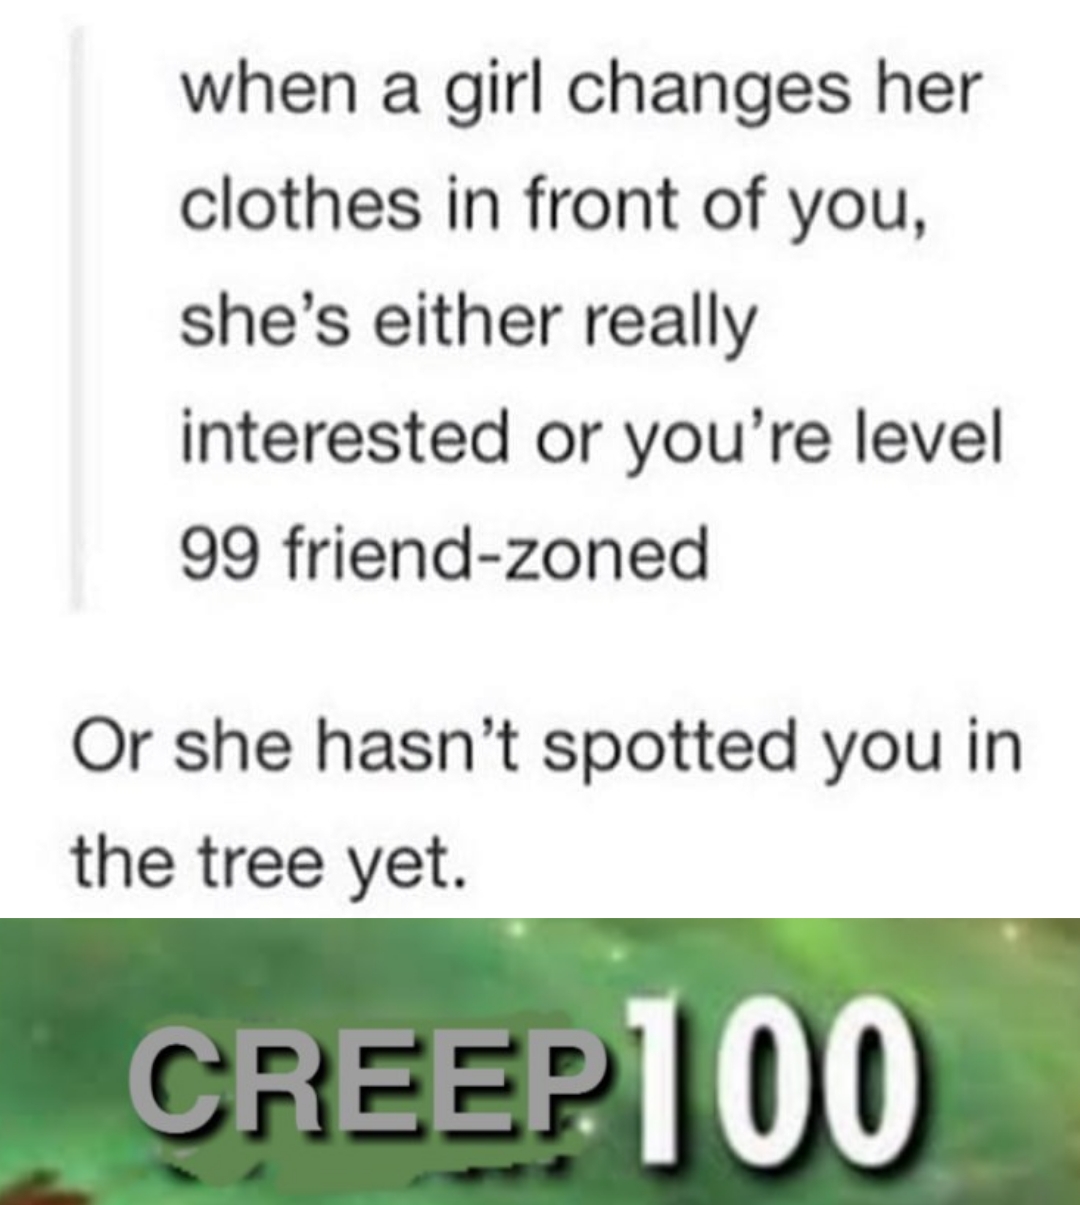 when a girl changes her
clothes in front of you,
she’s either really
interested or you’re level
99 friend-zoned
Or she hasn’t spotted you in
the tree yet.
CREEP 100